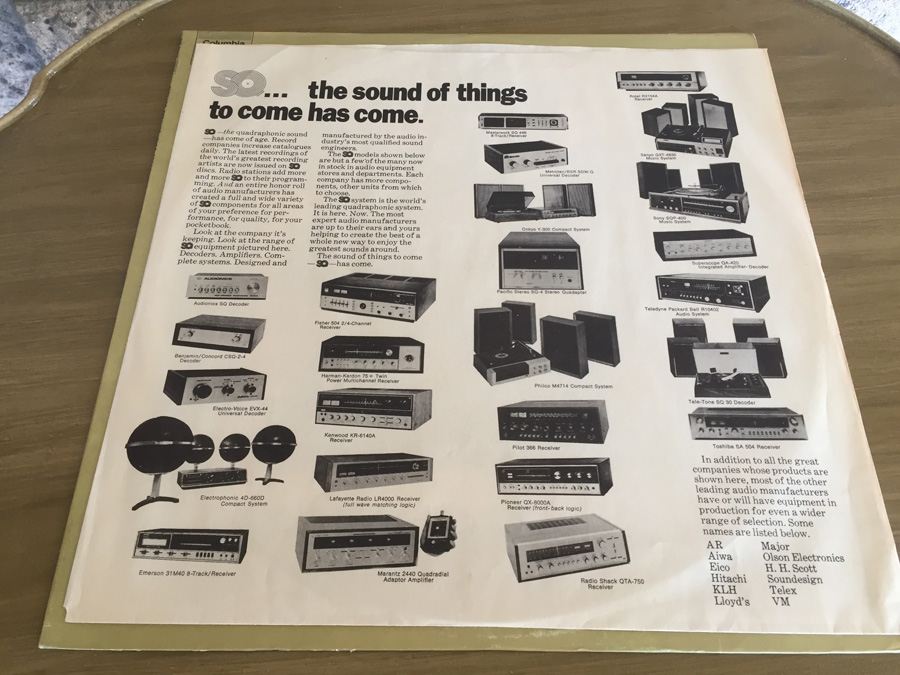 Columbia
SQ... the sound of things
to come has come.
SQ—the quadraphonic sound
—has come of age. Record
companies increase catalogues
daily. The latest recordings of
the world's greatest recording
artists are now issued on SQ
discs. Radio stations add more
and more SQ to their program-
ming. And an entire honor roll
of audio manufacturers has
created a full and wide variety
of SQ components for all areas
of your preference for per-
formance, for quality, for your
pocketbook.
Look at the company it's
keeping. Look at the range of
SQ equipment pictured here.
Decoders. Amplifiers. Com-
plete systems. Designed and
manufactured by the audio in-
dustry's most qualified sound
engineers.
The SQ models shown below
are but a few of the many now
in stock in audio equipment
stores and departments. Each
company has more compo-
nents, other units from which
to choose.
The SQ system is the world's
leading quadraphonic system.
It is here. Now. The most
expert audio manufacturers
are up to their ears and yours
helping to create the best of a
whole new way to enjoy the
greatest sounds around.
The sound of things to come
—SQ—has come.
AUDIONICS
Audionics SQ Decoder
Benjamin/Concord CSQ-2-4
Decoder
Electro-Voice EVX-44
Universal Decoder
Electrophonic 4D-660D
Compact System
Emerson 31M40 8-Track/Receiver
Fisher 504 2/4-Channel
Receiver
Harman-Kardon 75+ Twin
Power Multichannel Receiver
Kenwood KR-6140A
Receiver
Lafayette Radio LR4000 Receiver
(full wave matching logic)
Marantz 2440 Quadradial
Adaptor Amplifier
Masterwork SQ
8-Track/Receiver
Universal Decoder
Onkyo Y-300 Compact System
Pacific Stereo SQ-4 Stereo Quadapter
Philco M4714 Compact System
Pilot 366 Receiver
Pioneer QX-8000A
Receiver (front-back logic)
Radio Shack QTA-750
Receiver
Receiver
Sanyo
Music System
Sony SQP-400
Music System
Superscope QA-420
Integrated Amplifier-Decoder
Teledyne Packard Bell
Audio System
Tele-Tone SQ 30 Decoder
Toshiba SA 504 Receiver
In addition to all the great
companies whose products are
shown here, most of the other
leading audio manufacturers
have or will have equipment in
production for even a wider
range of selection. Some
names are listed below.
AR
Aiwa
Eico
Hitachi
KLH
Lloyd's
Major
Olson Electronics
H. H. Scott
Soundesign
Telex
VM